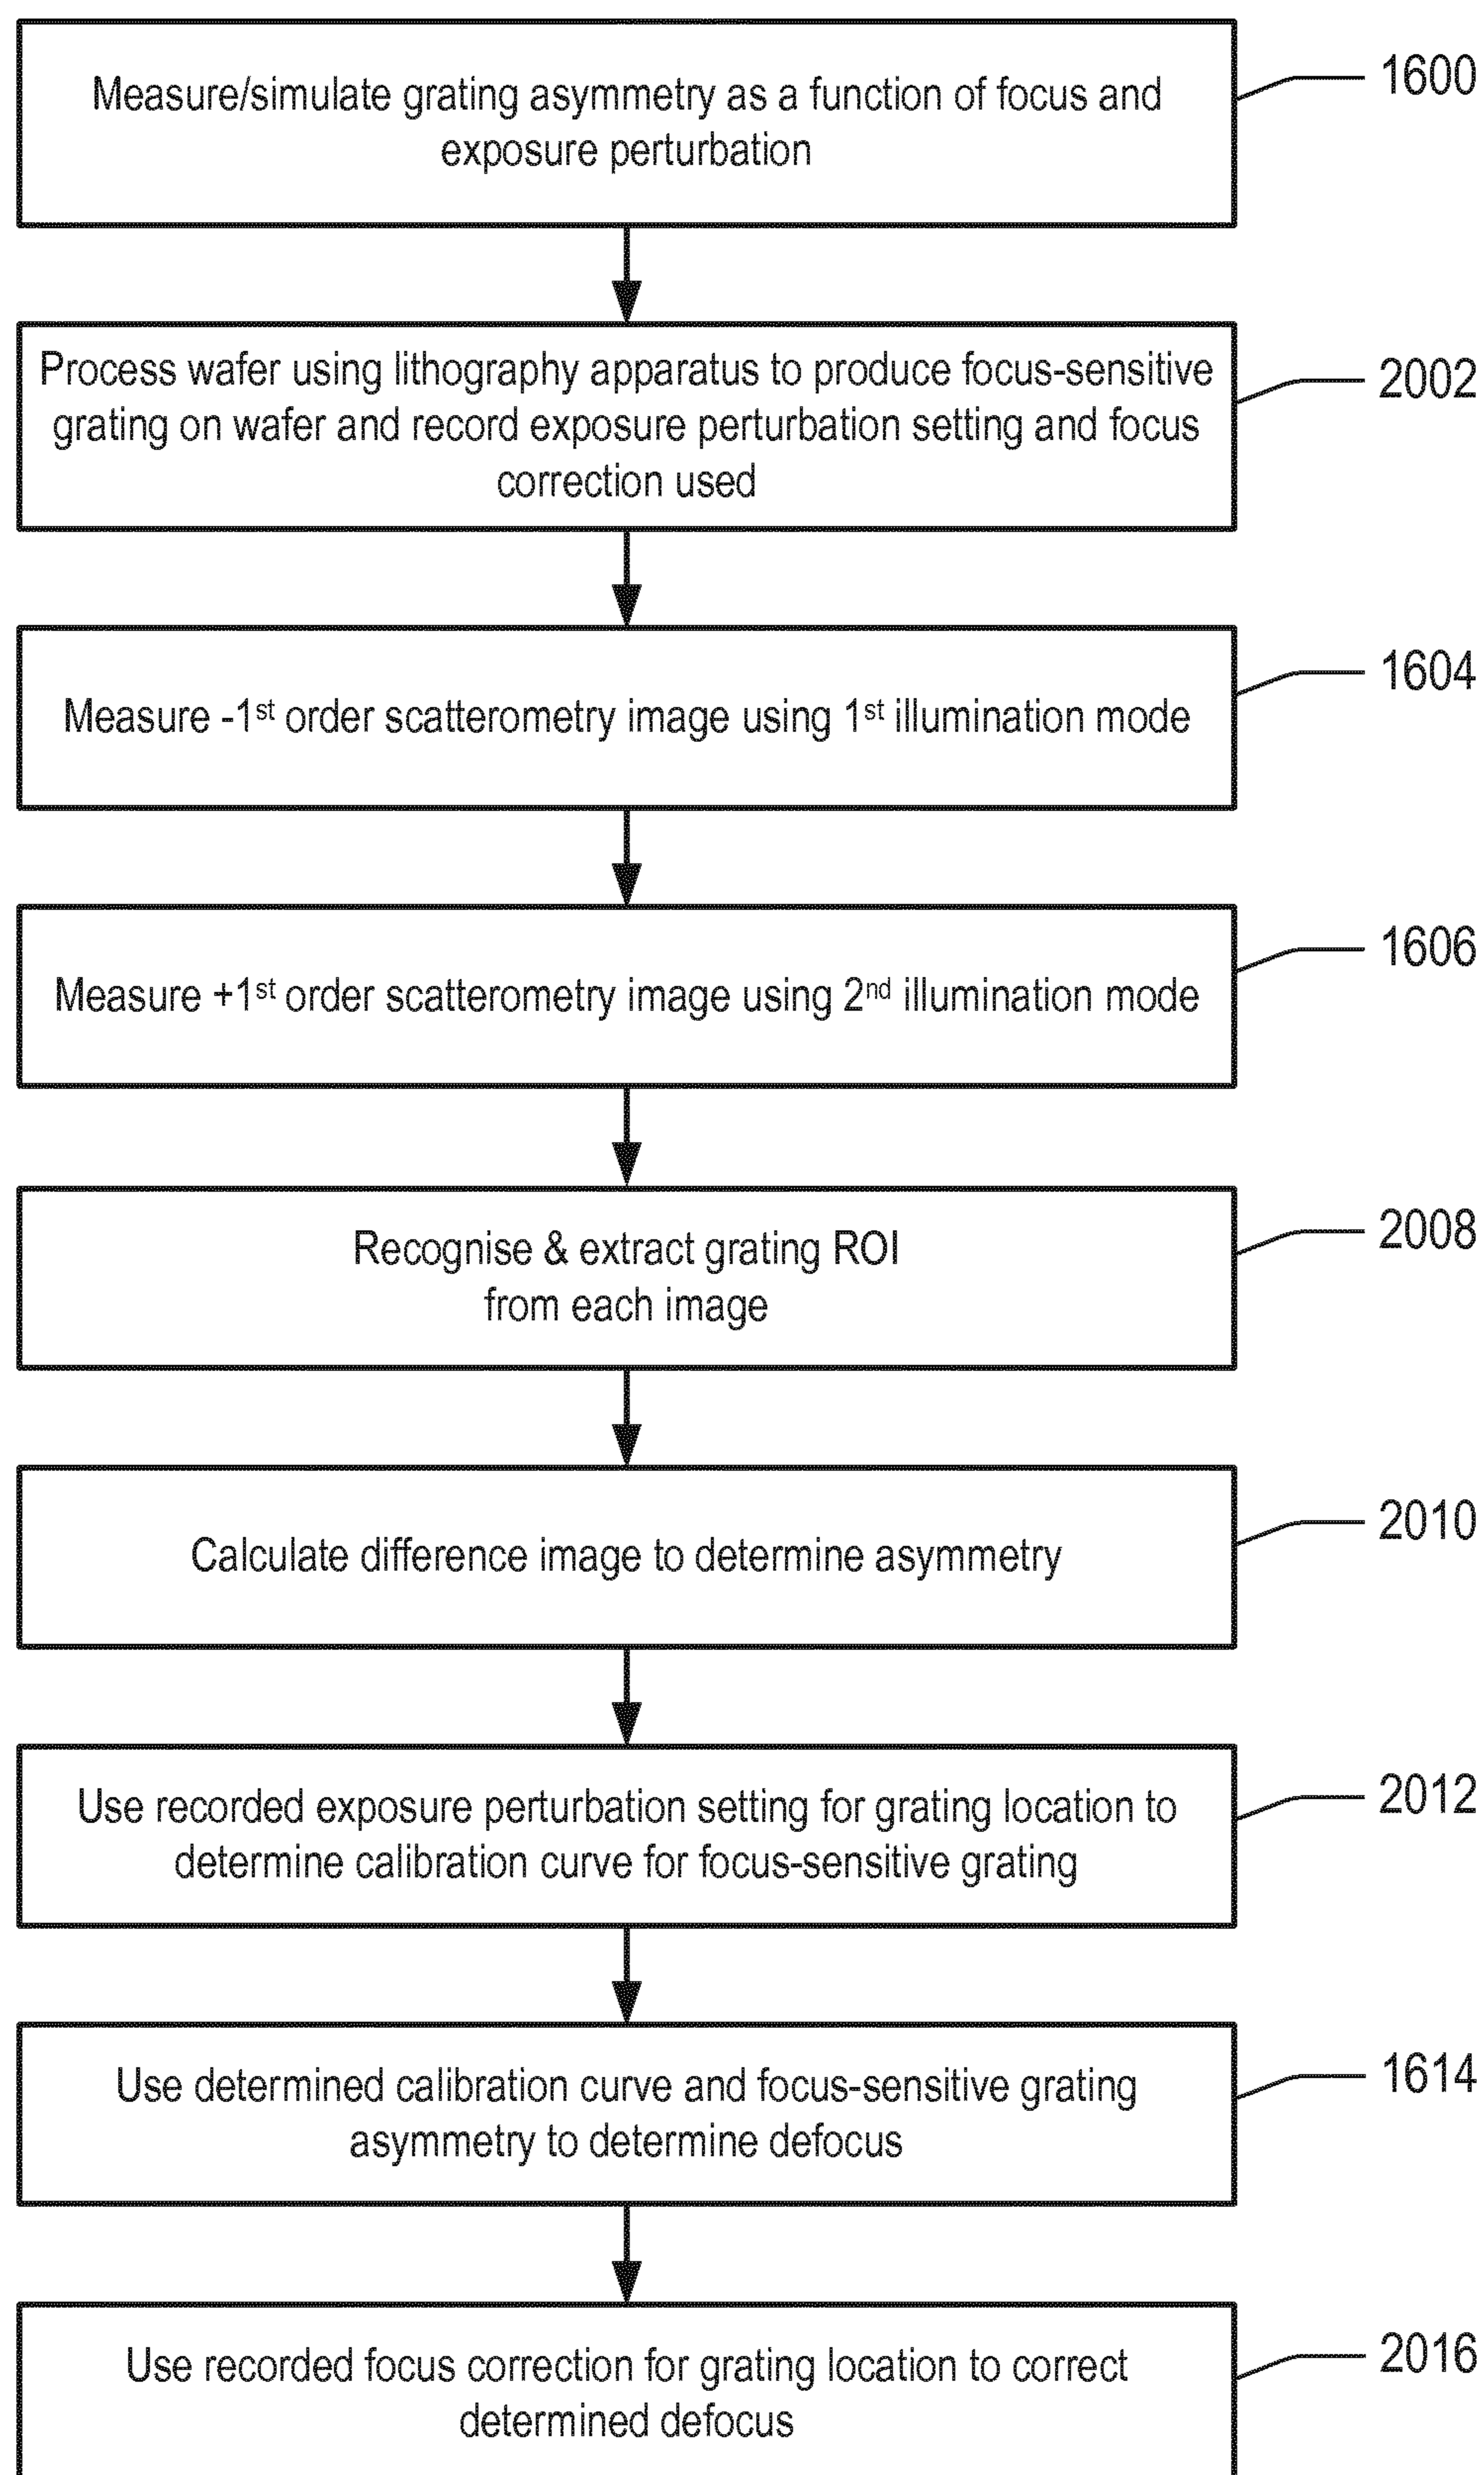 Measure/simulate grating asymmetry as a function of focus and
exposure perturbation
1600
Process wafer using lithography apparatus to produce focus-sensitive
grating on wafer and record exposure perturbation setting and focus
correction used
2002
Measure -1st order scatterometry image using 1st illumination mode
1604
Measure +1st order scatterometry image using 2nd illumination mode
1606
Recognise & extract grating ROI
from each image
2008
Calculate difference image to determine asymmetry
2010
Use recorded exposure perturbation setting for grating location to
determine calibration curve for focus-sensitive grating
2012
Use determined calibration curve and focus-sensitive grating
asymmetry to determine defocus
1614
Use recorded focus correction for grating location to correct
determined defocus
2016